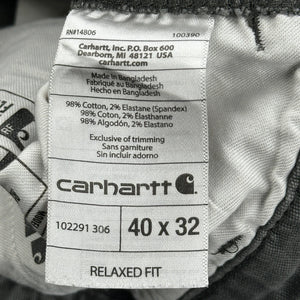 RN#14806 100390
Carhartt, Inc. P.O. Box 600
Dearborn, MI 48121 USA
carhartt.com
Made in Bangladesh
Fabriqué au Bangladesh
Hecho en Bangladesh
98% Cotton, 2% Elastane (Spandex)
98% Coton, 2% Élasthanne
98% Algodón, 2% Elastano
Exclusive of trimming
Sans garniture
Sin incluir adorno
carhartt
102291 306
40 x 32
RELAXED FIT